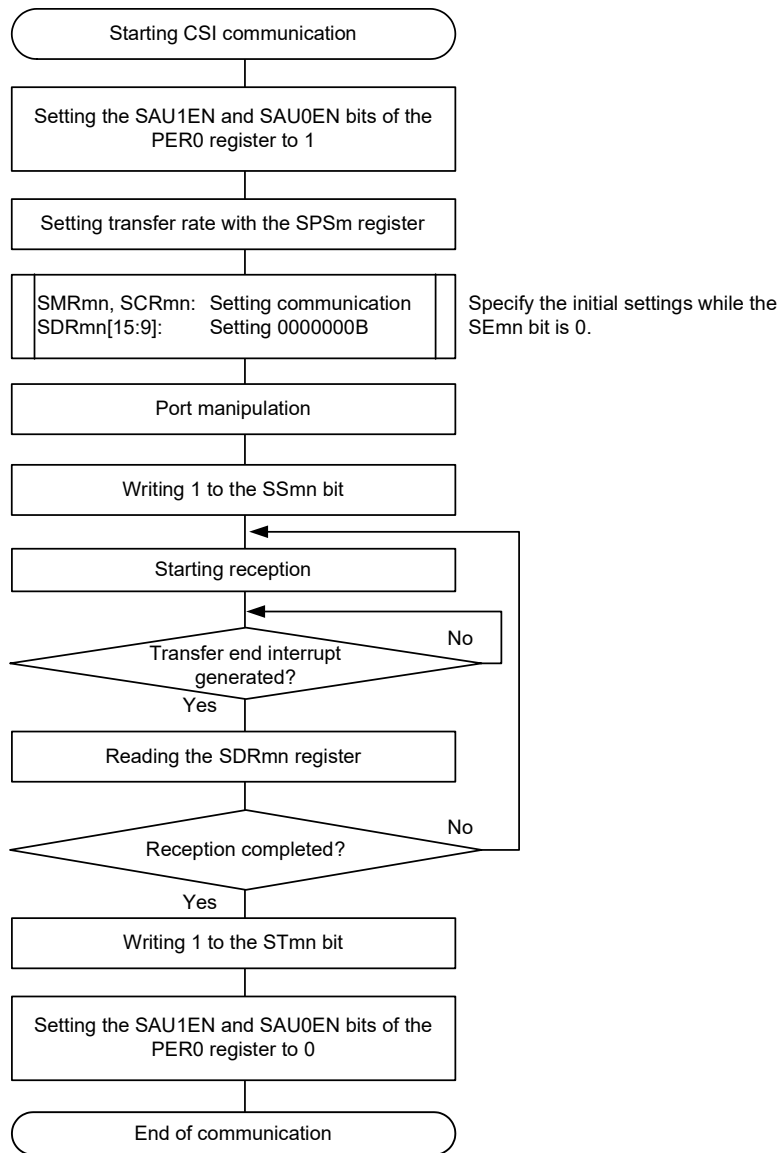 Starting CSI communication
Setting the SAU1EN and SAU0EN bits of the
PER0 register to 1
Setting transfer rate with the SPSm register
SMRmn, SCRmn: Setting communication
SDRmn[15:9]: Setting 0000000B
Specify the initial settings while the
SEmn bit is 0.
Port manipulation
Writing 1 to the SSmn bit
Starting reception
No
Transfer end interrupt
generated?
Yes
Reading the SDRmn register
No
Reception completed?
Yes
Writing 1 to the STmn bit
Setting the SAU1EN and SAU0EN bits of the
PER0 register to 0
End of communication